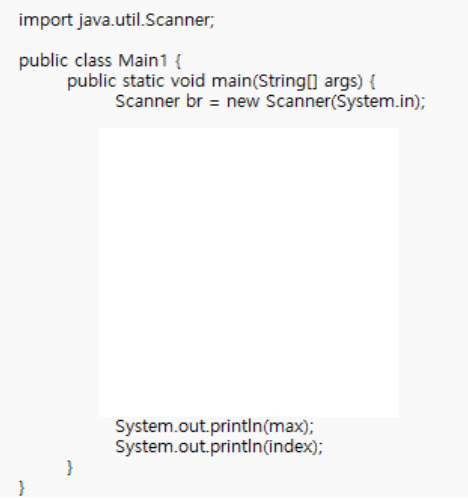 import java.util.Scanner;
public class Main1 {
public static void main(String[] args) {
Scanner br = new Scanner(System.in);
System.out.println(max);
System.out.println(index);
}
}